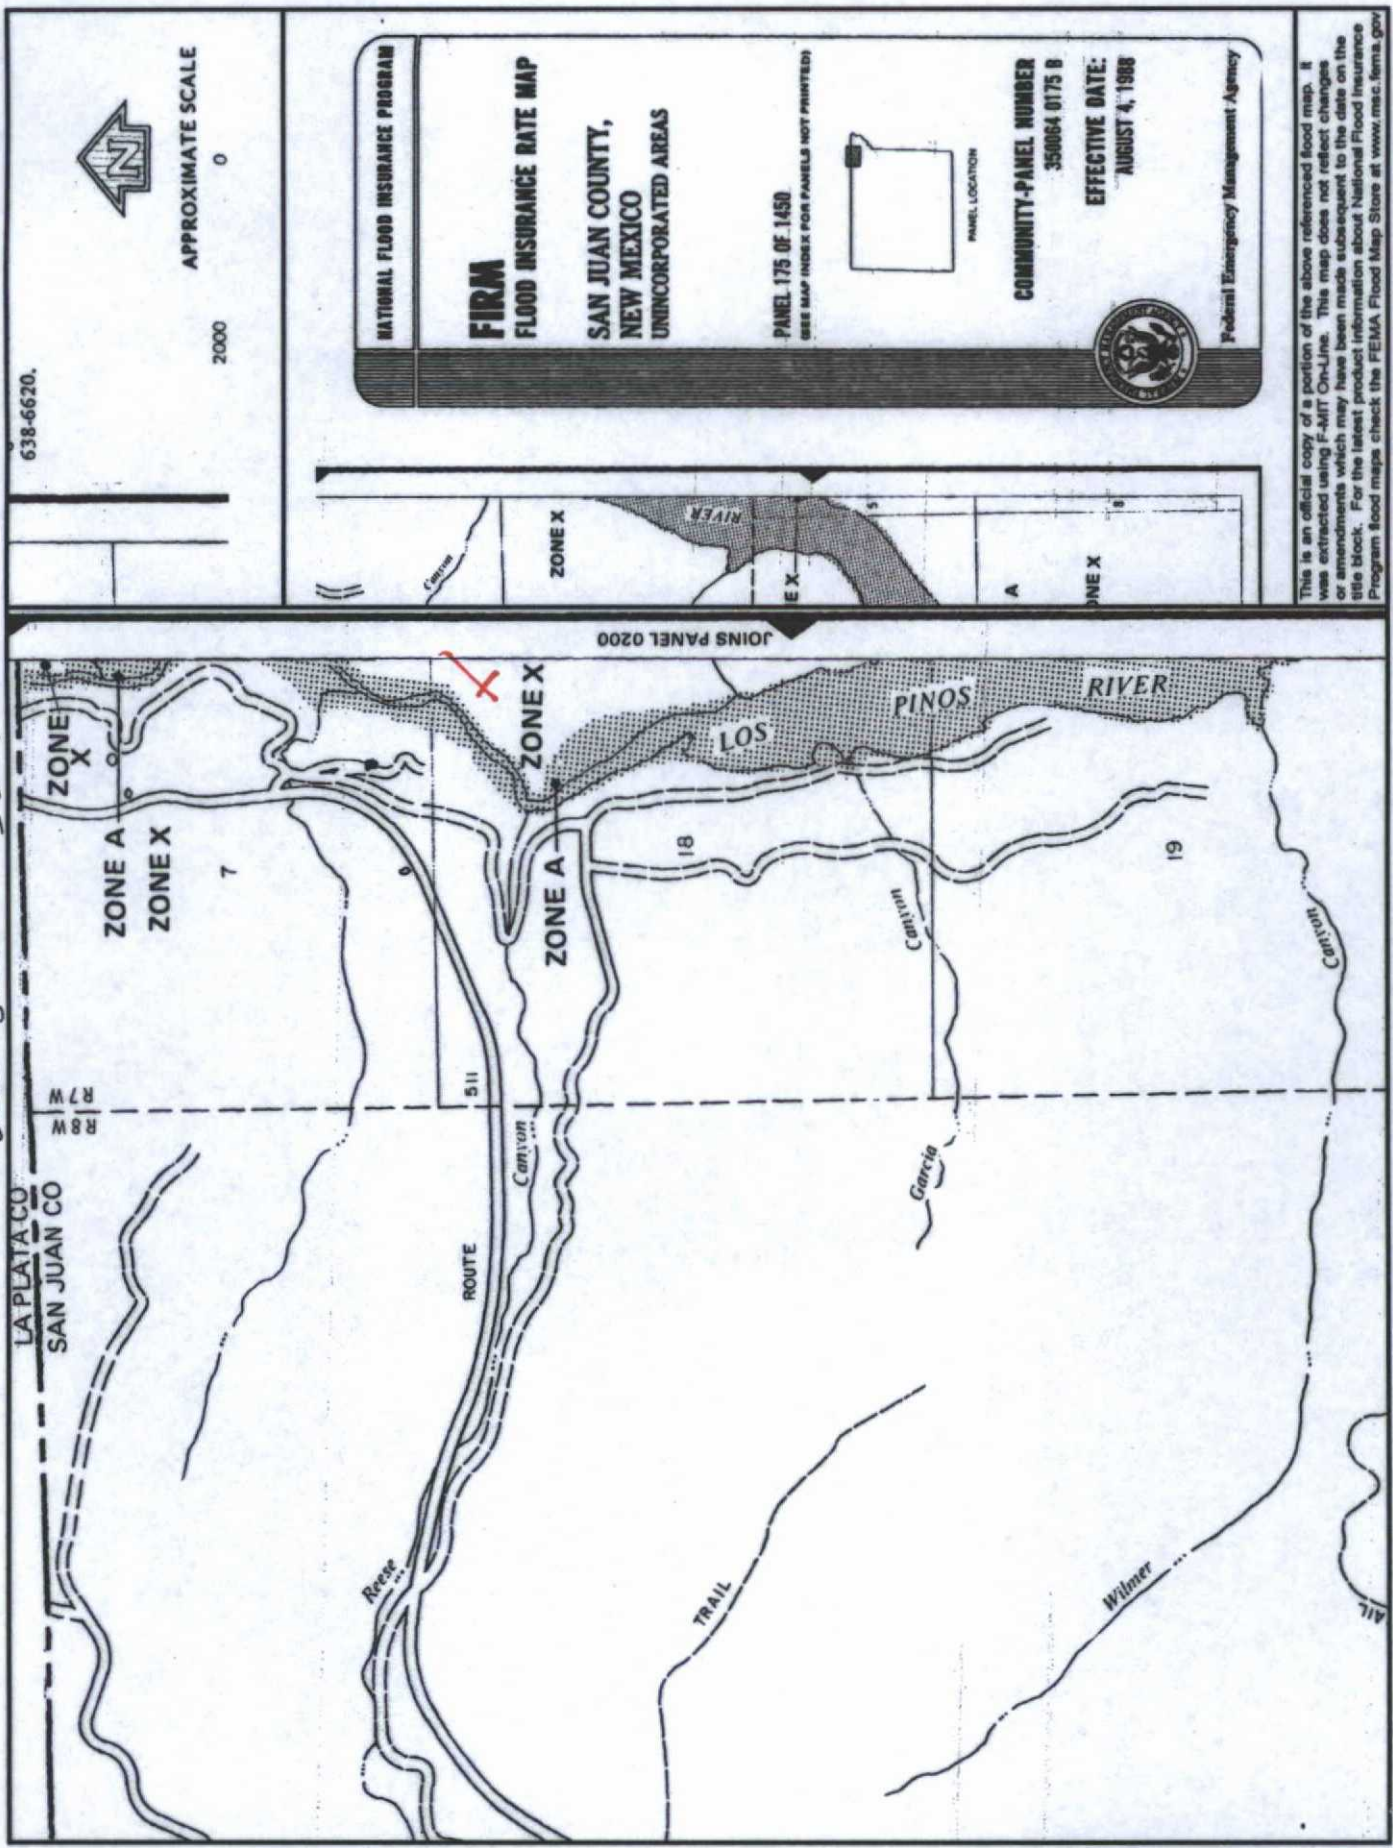 638-6620.
APPROXIMATE SCALE
2000 0
N
NATIONAL FLOOD INSURANCE PROGRAM
FIRM
FLOOD INSURANCE RATE MAP
SAN JUAN COUNTY,
NEW MEXICO
UNINCORPORATED AREAS
PANEL 175 OF 1450
(SEE MAP INDEX FOR PANELS NOT PRINTED)
PANEL LOCATION
COMMUNITY-PANEL NUMBER
350064 0175 B
EFFECTIVE DATE:
AUGUST 4, 1988
Federal Emergency Management Agency
This is an official copy of a portion of the above referenced flood map. It
was extracted using F-MIT On-Line. This map does not reflect changes
or amendments which may have been made subsequent to the date on the
title block. For the latest product information about National Flood Insurance
Program flood maps check the FEMA Flood Map Store at www.msc.fema.gov
Canyon
ZONE X
RIVER
5
8
A
JOINS PANEL 0200
LA PLATA CO
SAN JUAN CO
R8W
R7W
ZONE
X
ZONE A
ZONE X
7
6
X
ZONE X
ZONE A
LOS
PINOS
RIVER
18
19
ROUTE
511
Reese
Canyon
Garcia
Canyon
TRAIL
Wilmer
Canyon